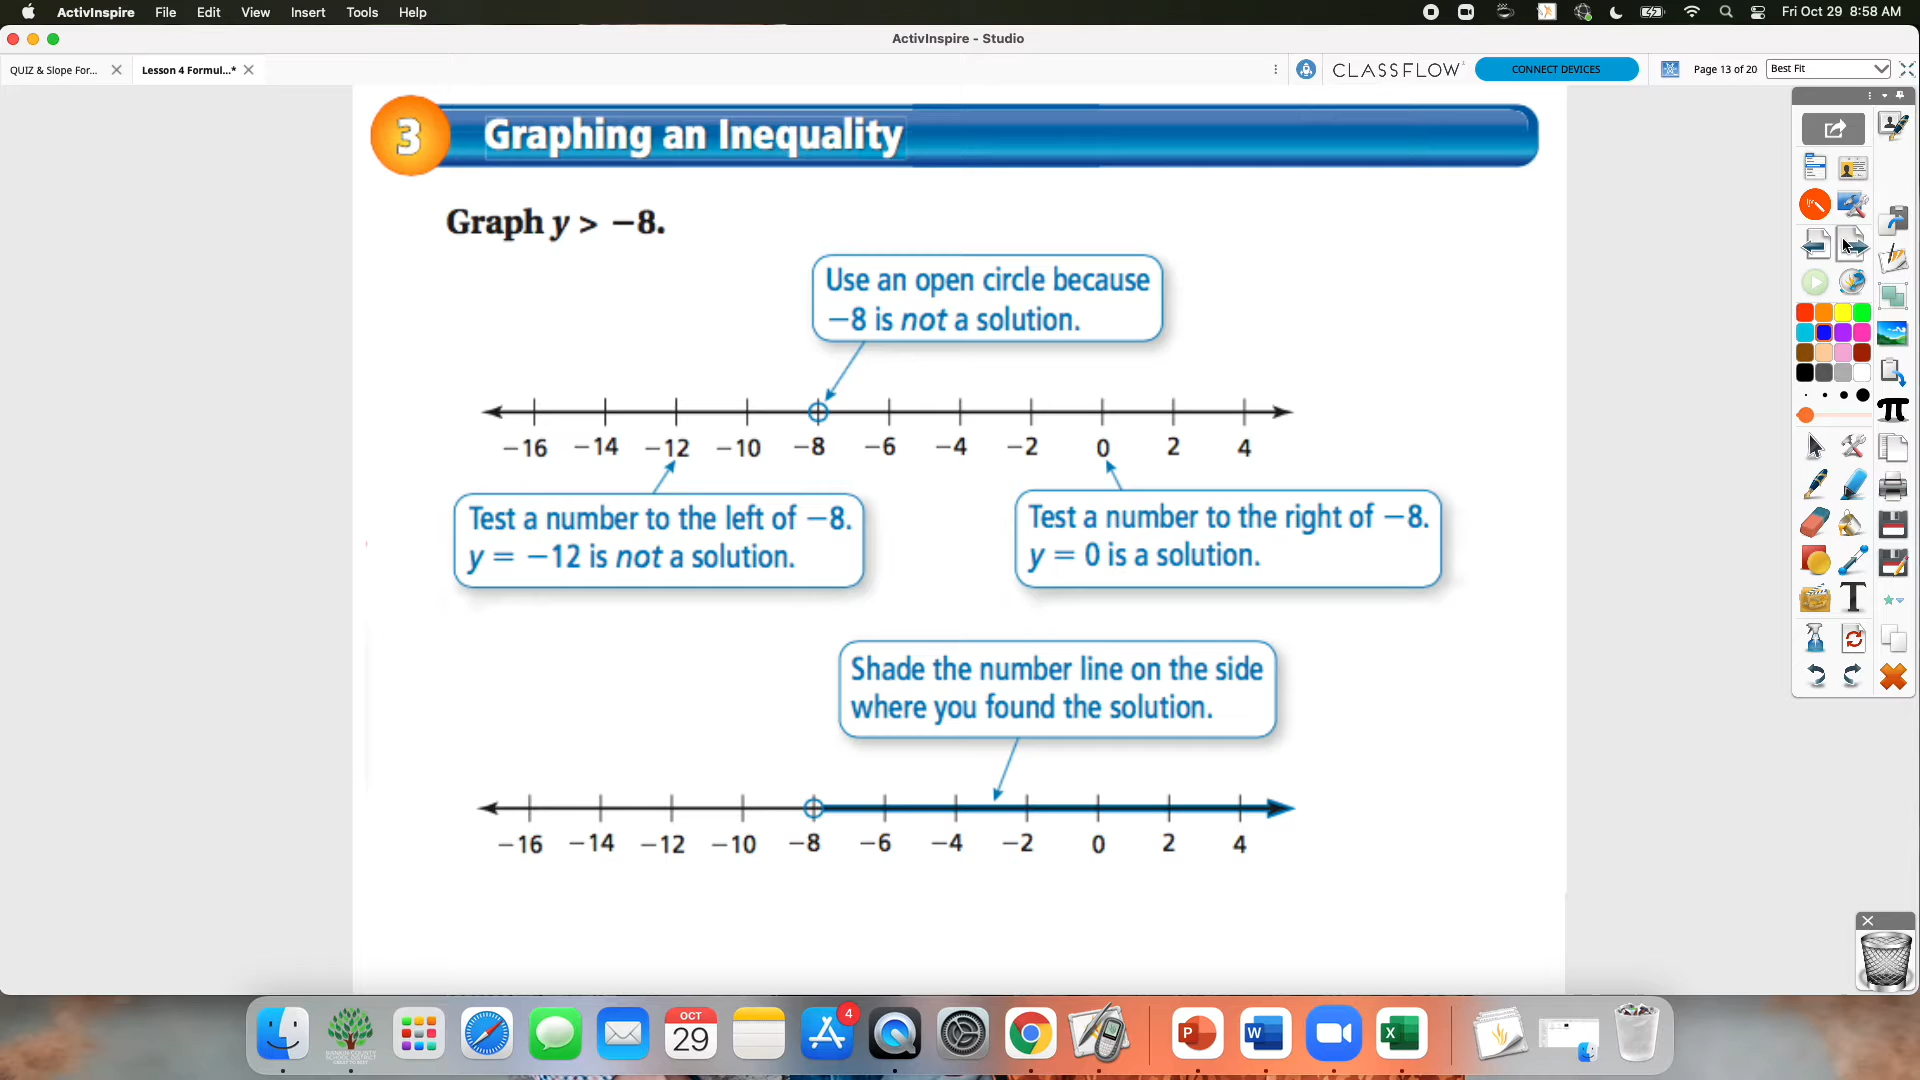 ActivInspire File Edit View Insert Tools Help Fri Oct 29 8:58 AM
ActivInspire - Studio
QUIZ & Slope For... Lesson 4 Formul...* CLASSFLOW CONNECT DEVICES Page 13 of 20 Best Fit
3 Graphing an Inequality
Graph y > −8.
Use an open circle because
−8 is not a solution.
−16 −14 −12 −10 −8 −6 −4 −2 0 2 4
Test a number to the left of −8.
y = −12 is not a solution.
Test a number to the right of −8.
y = 0 is a solution.
Shade the number line on the side
where you found the solution.
−16 −14 −12 −10 −8 −6 −4 −2 0 2 4
OCT
29
4
P
W
X
T
π